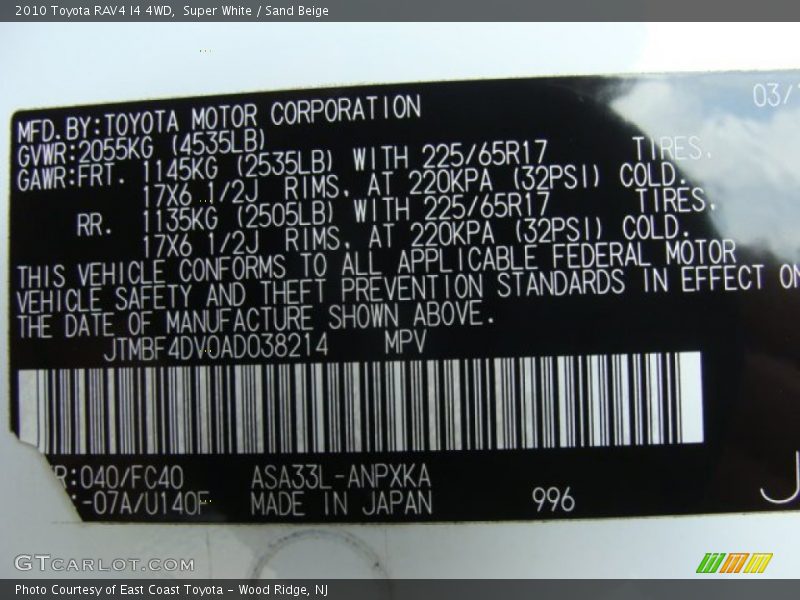 2010 Toyota RAV4 I4 4WD, Super White / Sand Beige
03/
MFD.BY:TOYOTA MOTOR CORPORATION
GVWR:2055KG (4535LB)
GAWR:FRT. 1145KG (2535LB) WITH 225/65R17 TIRES,
17X6 1/2J RIMS, AT 220KPA (32PSI) COLD.
RR. 1135KG (2505LB) WITH 225/65R17 TIRES,
17X6 1/2J RIMS, AT 220KPA (32PSI) COLD.
THIS VEHICLE CONFORMS TO ALL APPLICABLE FEDERAL MOTOR
VEHICLE SAFETY AND THEFT PREVENTION STANDARDS IN EFFECT ON
THE DATE OF MANUFACTURE SHOWN ABOVE.
JTMBF4DV0AD038214 MPV
R:040/FC40 ASA33L-ANPXKA
:-07A/U140F MADE IN JAPAN 996
GTCARLOT.COM
Photo Courtesy of East Coast Toyota - Wood Ridge, NJ